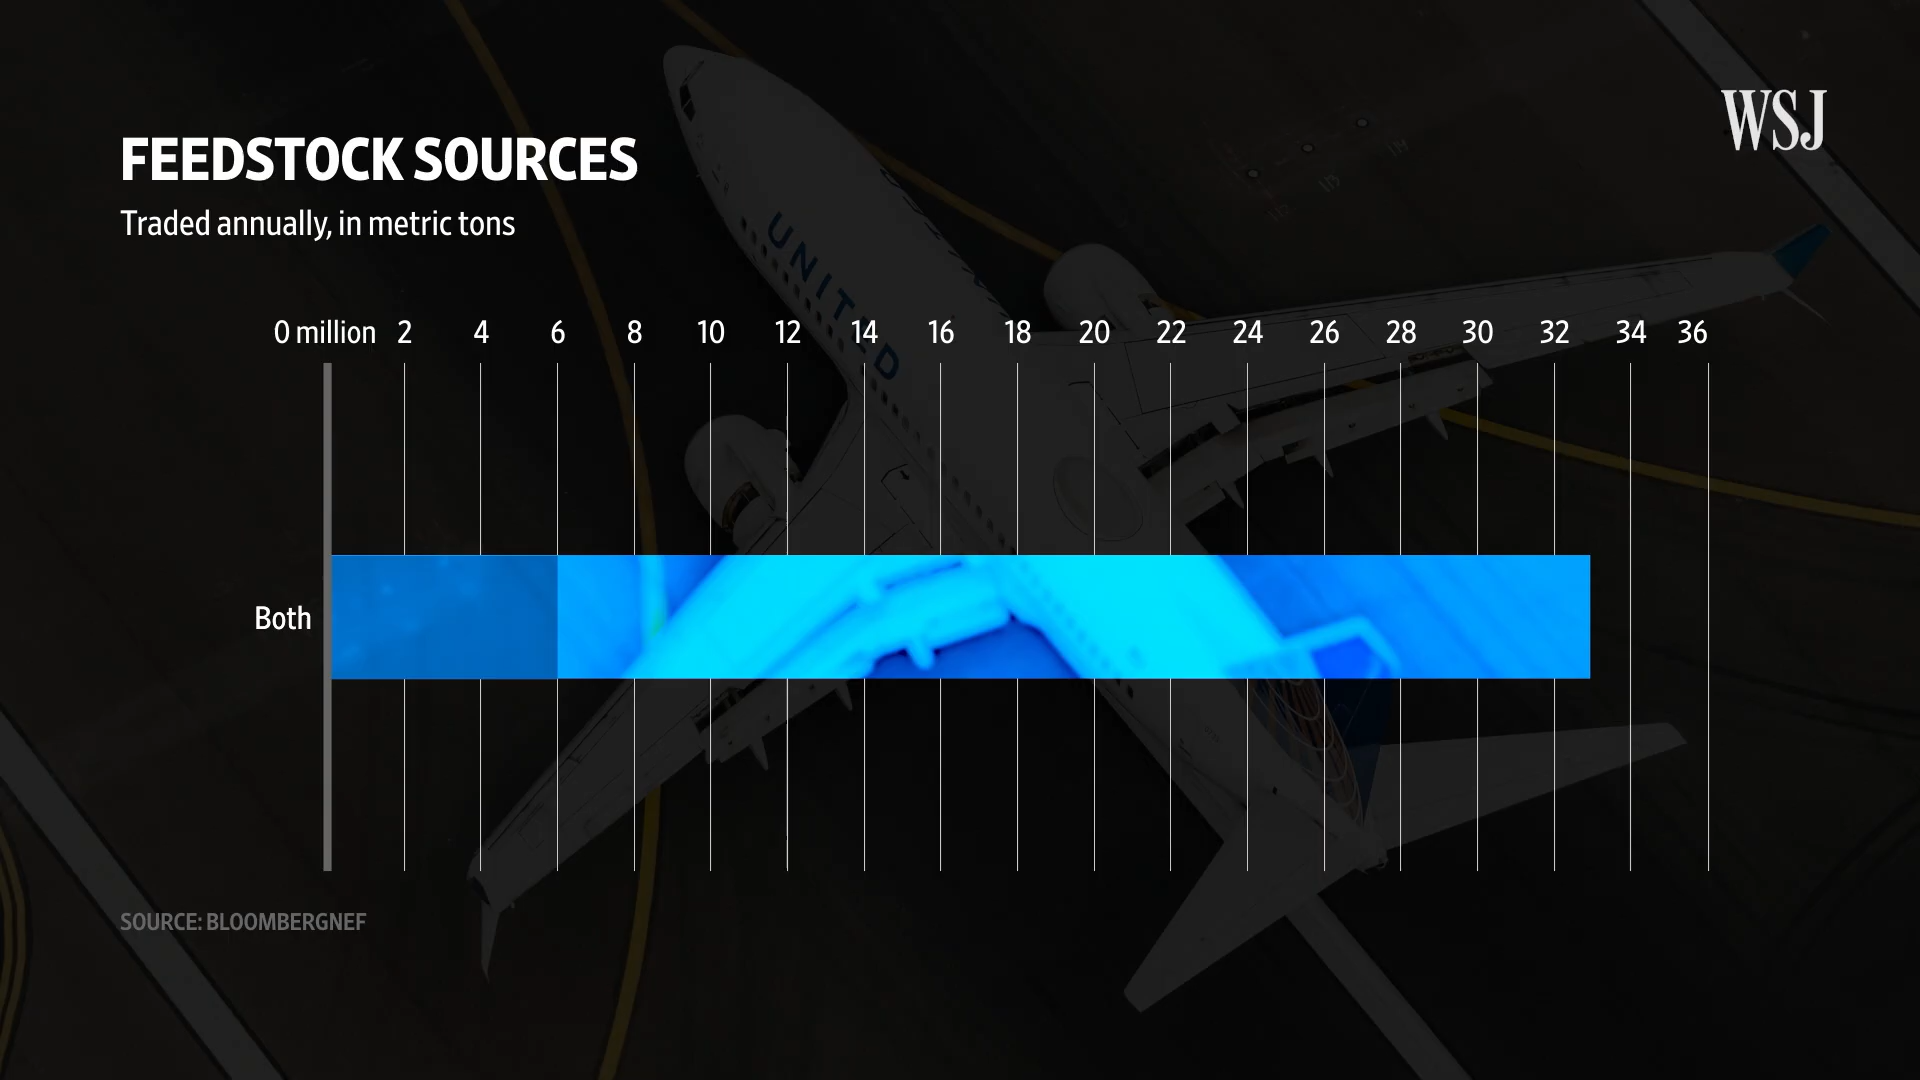 WSJ
FEEDSTOCK SOURCES
Traded annually, in metric tons
0 million 2 4 6 8 10 12 14 16 18 20 22 24 26 28 30 32 34 36
UNITED
Both
SOURCE: BLOOMBERGNEF